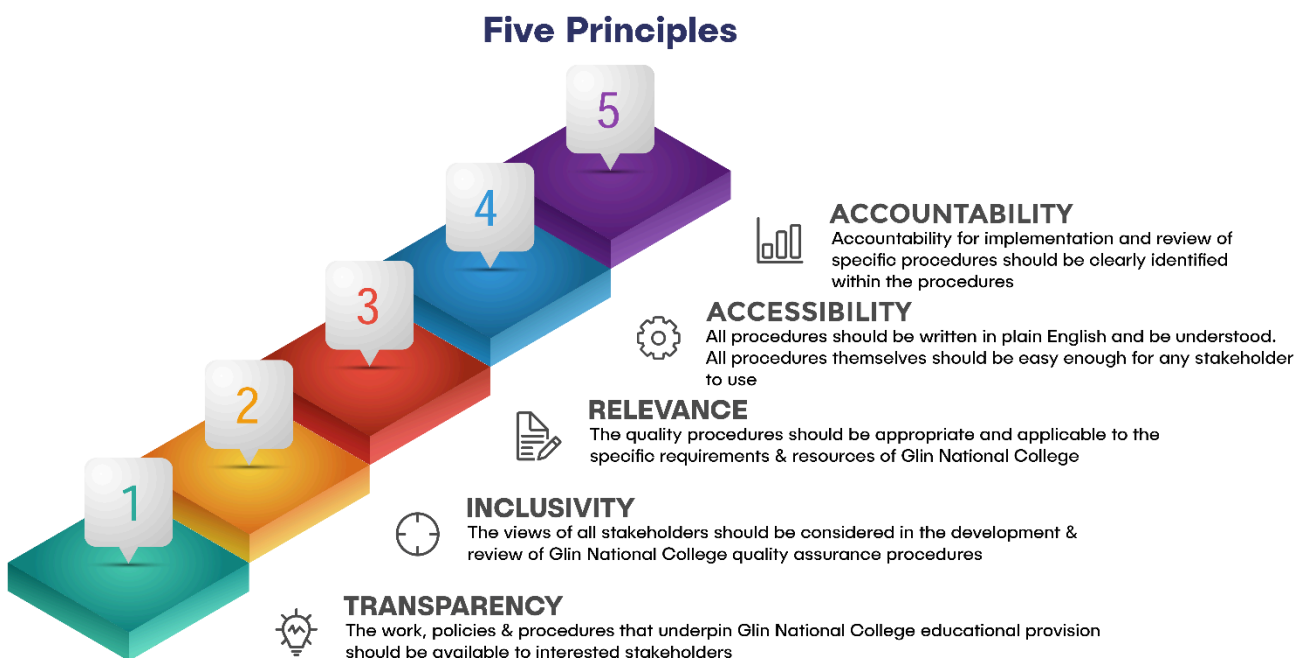 Five Principles
5
4
ACCOUNTABILITY
Accountability for implementation and review of
specific procedures should be clearly identified
within the procedures
3
ACCESSIBILITY
All procedures should be written in plain English and be understood.
All procedures themselves should be easy enough for any stakeholder
to use
2
RELEVANCE
The quality procedures should be appropriate and applicable to the
specific requirements & resources of Glin National College
1
INCLUSIVITY
The views of all stakeholders should be considered in the development &
review of Glin National College quality assurance procedures
TRANSPARENCY
The work, policies & procedures that underpin Glin National College educational provision
should be available to interested stakeholders